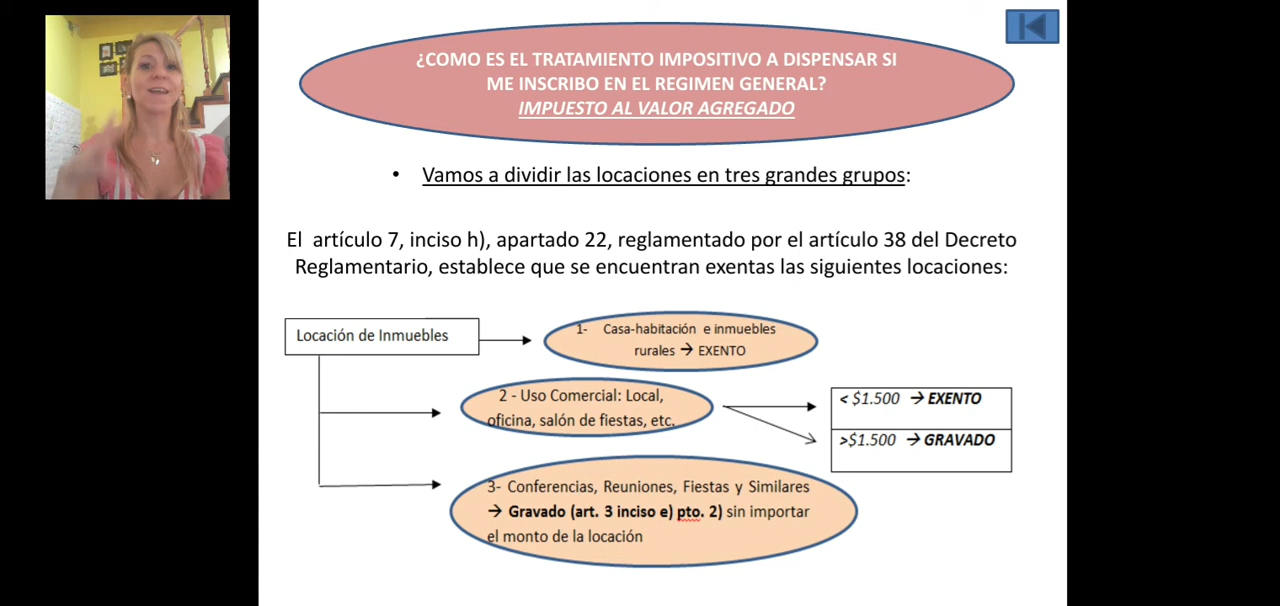 ¿COMO ES EL TRATAMIENTO IMPOSITIVO A DISPENSAR SI
ME INSCRIBO EN EL REGIMEN GENERAL?
IMPUESTO AL VALOR AGREGADO
• Vamos a dividir las locaciones en tres grandes grupos:
El artículo 7, inciso h), apartado 22, reglamentado por el artículo 38 del Decreto
Reglamentario, establece que se encuentran exentas las siguientes locaciones:
Locación de Inmuebles
1- Casa-habitación e inmuebles
rurales → EXENTO
2 - Uso Comercial: Local,
oficina, salón de fiestas, etc.
< $1.500 → EXENTO
>$1.500 → GRAVADO
3- Conferencias, Reuniones, Fiestas y Similares
→ Gravado (art. 3 inciso e) pto. 2) sin importar
el monto de la locación